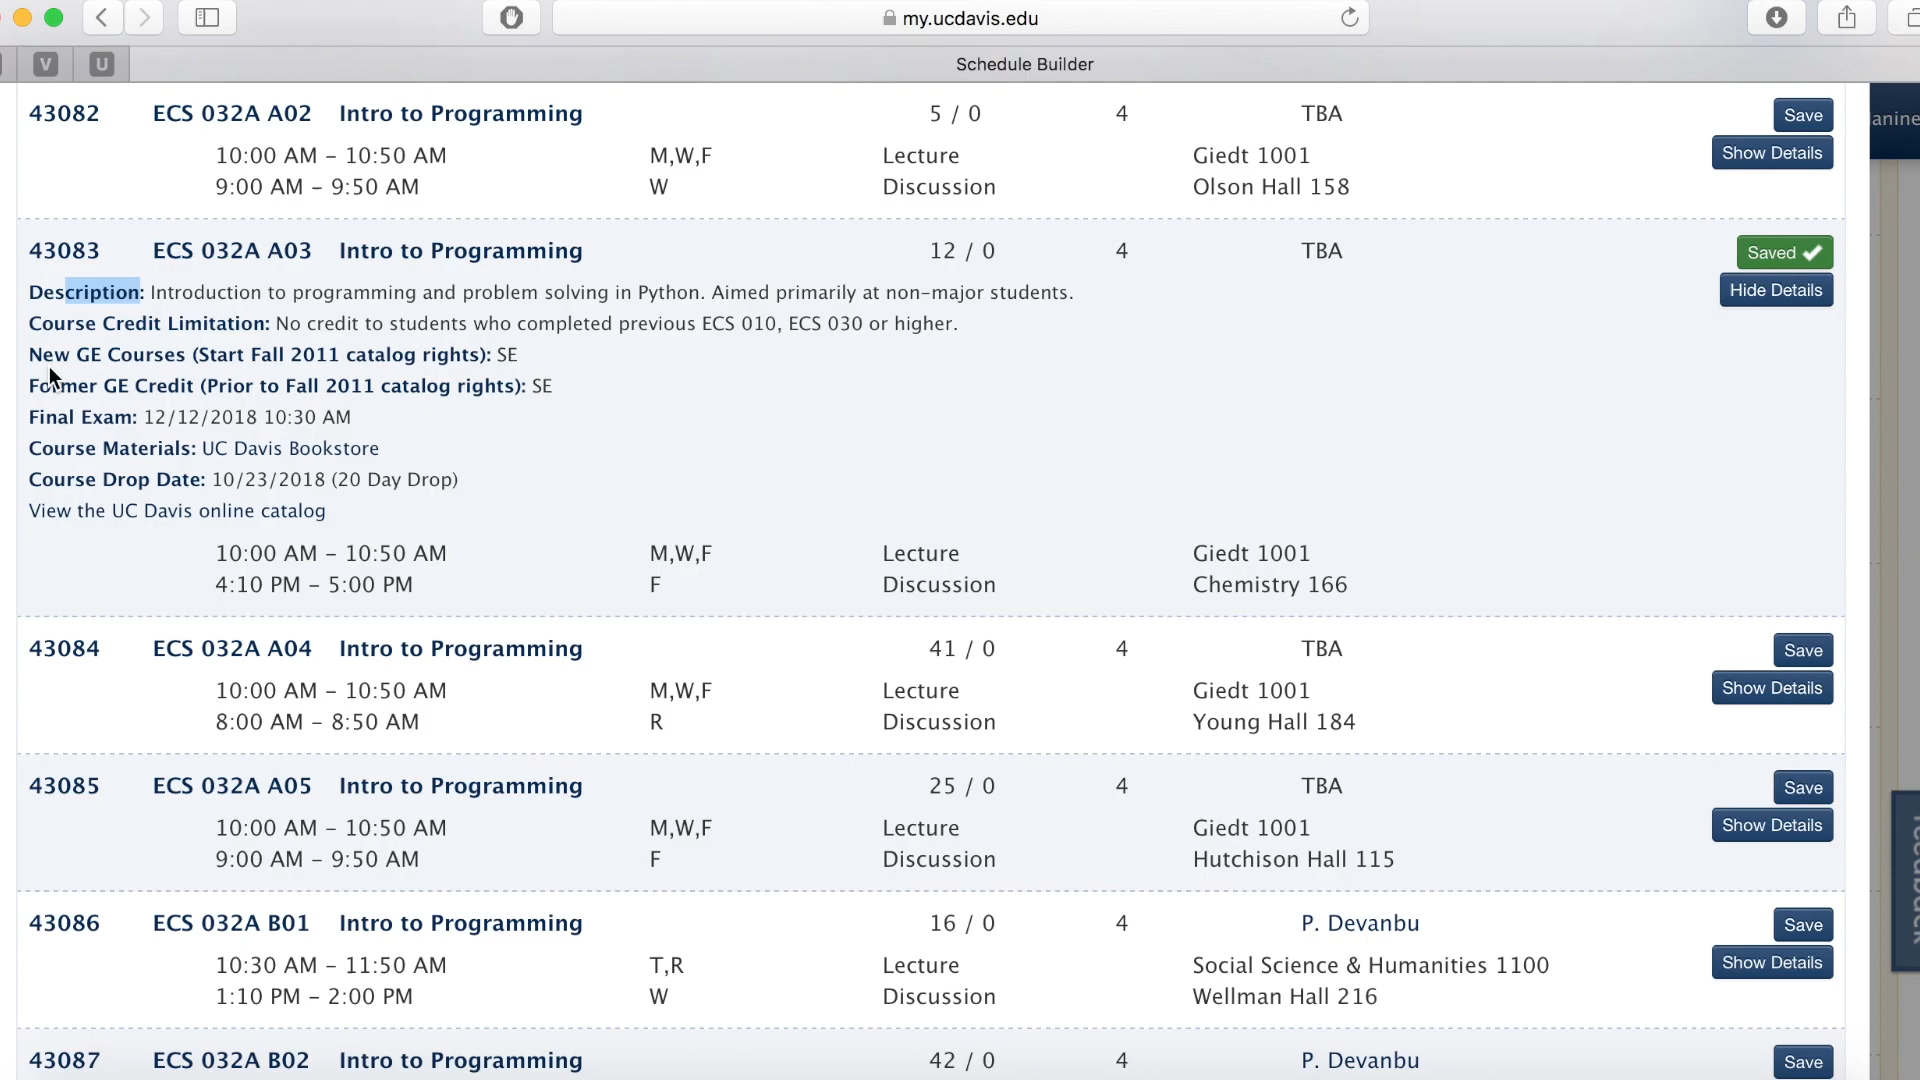 my.ucdavis.edu
V U Schedule Builder
43082 ECS 032A A02 Intro to Programming 5 / 0 4 TBA Save
anine
10:00 AM – 10:50 AM M,W,F Lecture Giedt 1001 Show Details
9:00 AM – 9:50 AM W Discussion Olson Hall 158
43083 ECS 032A A03 Intro to Programming 12 / 0 4 TBA Saved
Description: Introduction to programming and problem solving in Python. Aimed primarily at non-major students. Hide Details
Course Credit Limitation: No credit to students who completed previous ECS 010, ECS 030 or higher.
New GE Courses (Start Fall 2011 catalog rights): SE
Former GE Credit (Prior to Fall 2011 catalog rights): SE
Final Exam: 12/12/2018 10:30 AM
Course Materials: UC Davis Bookstore
Course Drop Date: 10/23/2018 (20 Day Drop)
View the UC Davis online catalog
10:00 AM – 10:50 AM M,W,F Lecture Giedt 1001
4:10 PM – 5:00 PM F Discussion Chemistry 166
43084 ECS 032A A04 Intro to Programming 41 / 0 4 TBA Save
10:00 AM – 10:50 AM M,W,F Lecture Giedt 1001 Show Details
8:00 AM – 8:50 AM R Discussion Young Hall 184
43085 ECS 032A A05 Intro to Programming 25 / 0 4 TBA Save
10:00 AM – 10:50 AM M,W,F Lecture Giedt 1001 Show Details
9:00 AM – 9:50 AM F Discussion Hutchison Hall 115
43086 ECS 032A B01 Intro to Programming 16 / 0 4 P. Devanbu Save
10:30 AM – 11:50 AM T,R Lecture Social Science & Humanities 1100 Show Details
1:10 PM – 2:00 PM W Discussion Wellman Hall 216
43087 ECS 032A B02 Intro to Programming 42 / 0 4 P. Devanbu Save